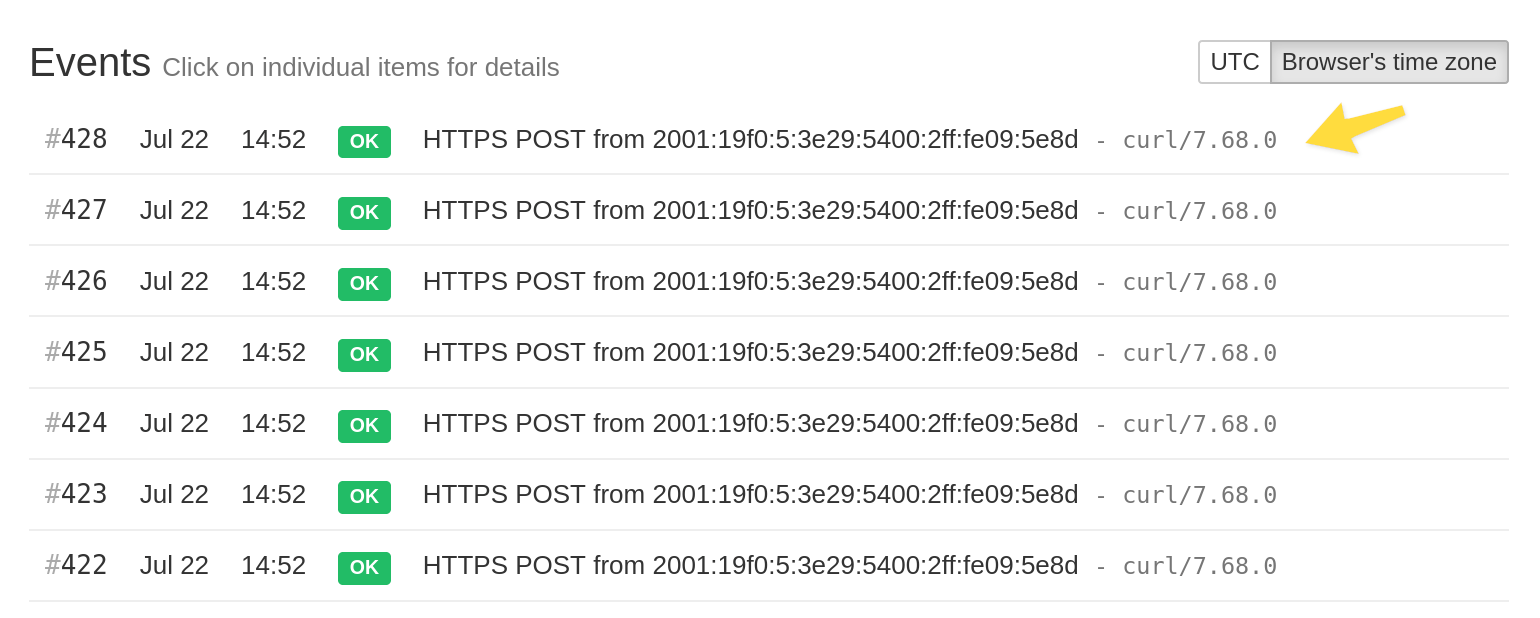 Events Click on individual items for details
UTC Browser's time zone
#428 Jul 22 14:52 OK HTTPS POST from 2001:19f0:5:3e29:5400:2ff:fe09:5e8d - curl/7.68.0
#427 Jul 22 14:52 OK HTTPS POST from 2001:19f0:5:3e29:5400:2ff:fe09:5e8d - curl/7.68.0
#426 Jul 22 14:52 OK HTTPS POST from 2001:19f0:5:3e29:5400:2ff:fe09:5e8d - curl/7.68.0
#425 Jul 22 14:52 OK HTTPS POST from 2001:19f0:5:3e29:5400:2ff:fe09:5e8d - curl/7.68.0
#424 Jul 22 14:52 OK HTTPS POST from 2001:19f0:5:3e29:5400:2ff:fe09:5e8d - curl/7.68.0
#423 Jul 22 14:52 OK HTTPS POST from 2001:19f0:5:3e29:5400:2ff:fe09:5e8d - curl/7.68.0
#422 Jul 22 14:52 OK HTTPS POST from 2001:19f0:5:3e29:5400:2ff:fe09:5e8d - curl/7.68.0